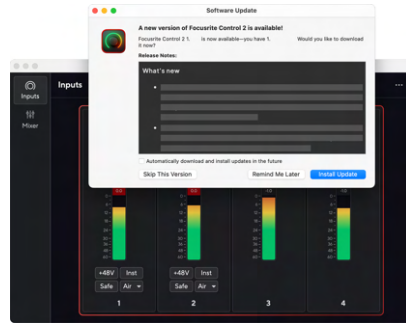 Software Update
A new version of Focusrite Control 2 is available!
Focusrite Control 2 1. is now available—you have 1. Would you like to download
it now?
Release Notes:
What's new
Automatically download and install updates in the future
Skip This Version
Remind Me Later
Install Update
Inputs
Inputs
Mixer
+48V Inst
+48V Inst
Safe Air
Safe Air
1 2 3 4